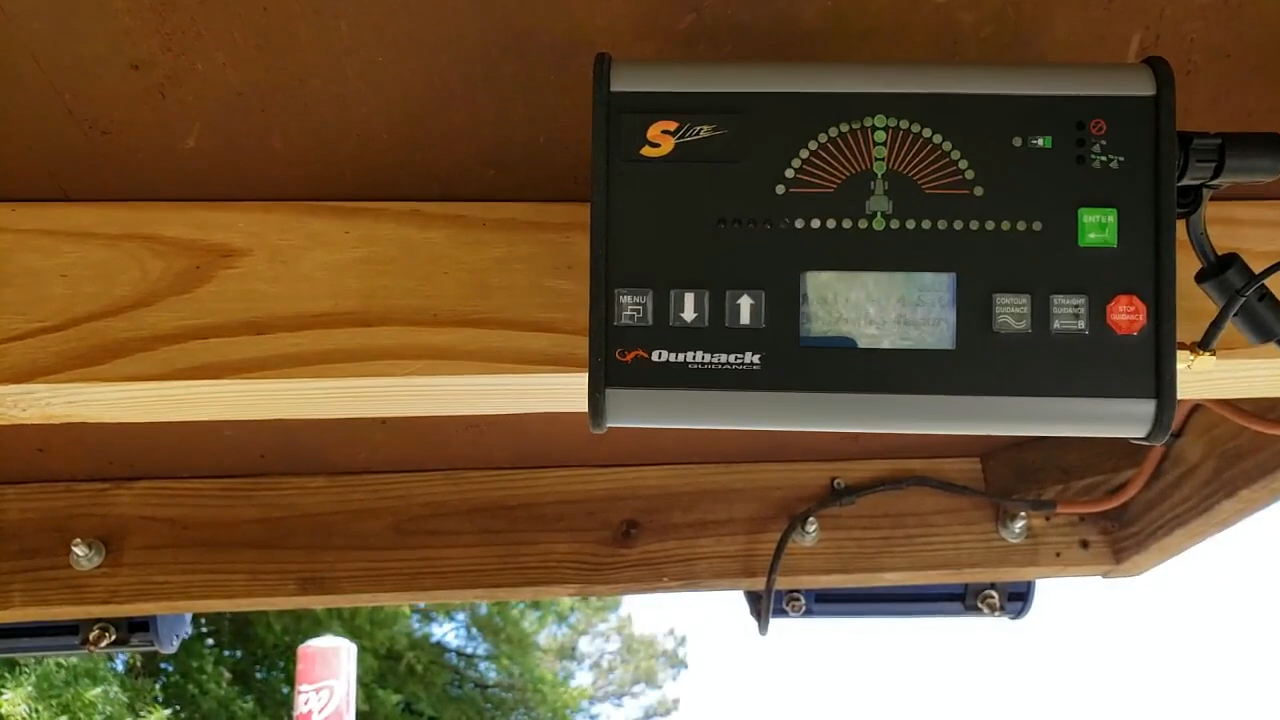 S LITE
ENTER
MENU
CONTOUR
GUIDANCE
STRAIGHT
GUIDANCE
A B
STOP
GUIDANCE
Outback
GUIDANCE